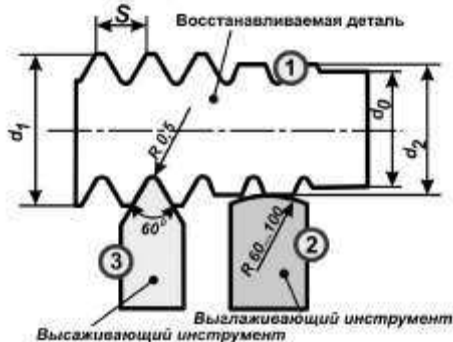 S
Восстанавливаемая деталь
1
d₁
R 0,5
d₀
d₂
60°
3
R 60...100
2
Выглаживающий инструмент
Высаживающий инструмент